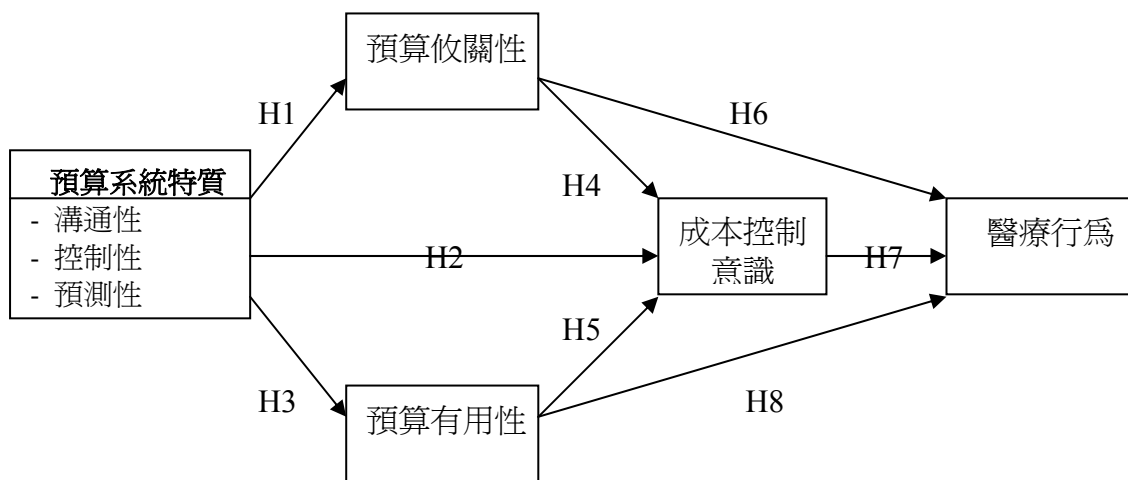 預算攸關性
H1
H6
預算系統特質
- 溝通性
- 控制性
- 預測性
H4
成本控制
意識
醫療行為
H2
H7
H5
H3
預算有用性
H8